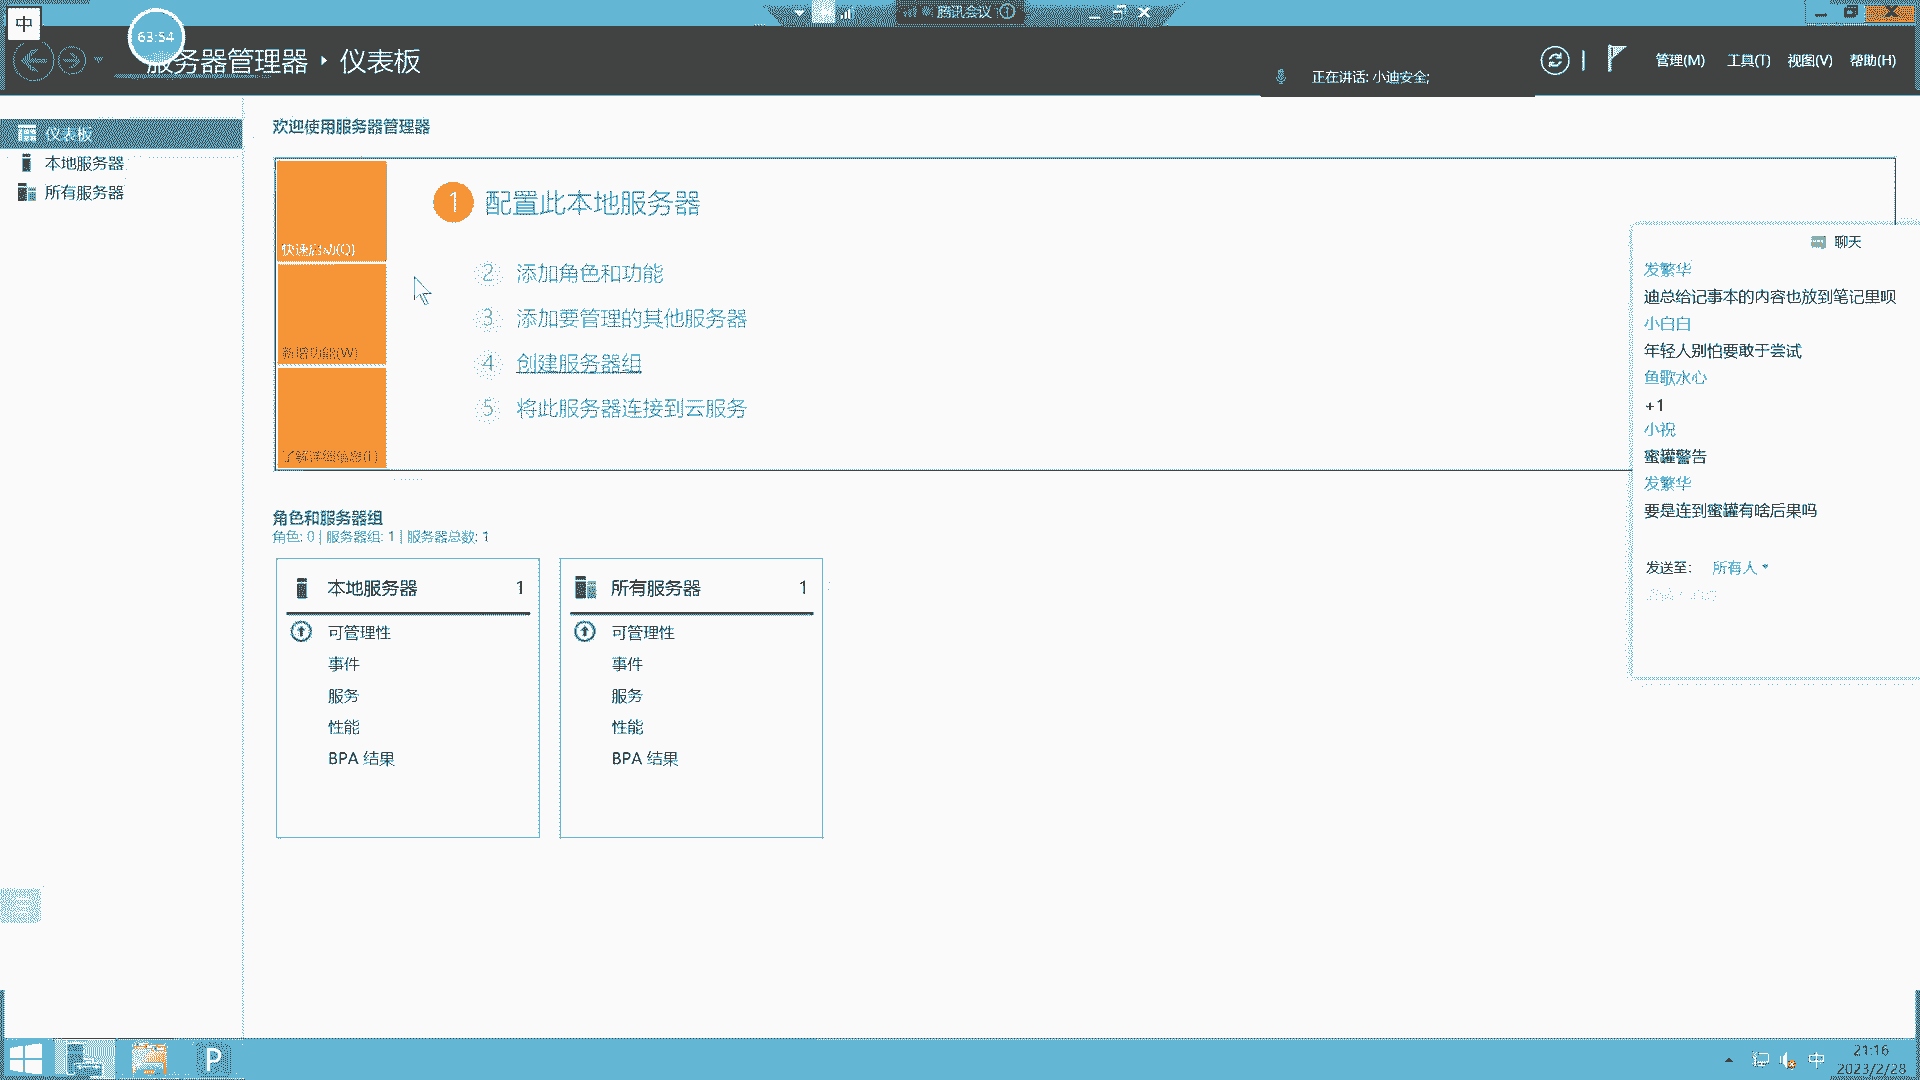 中
63:54
腾讯会议
服务器管理器 ‣ 仪表板
正在讲话: 小迪安全;
管理(M)
工具(T)
视图(V)
帮助(H)
仪表板
本地服务器
所有服务器
欢迎使用服务器管理器
快速启动(Q)
新增功能(W)
了解详细信息(L)
1 配置此本地服务器
2 添加角色和功能
3 添加要管理的其他服务器
4 创建服务器组
5 将此服务器连接到云服务
角色和服务器组
角色: 0 | 服务器组: 1 | 服务器总数: 1
本地服务器 1
可管理性
事件
服务
性能
BPA 结果
所有服务器 1
可管理性
事件
服务
性能
BPA 结果
聊天
发繁华
迪总给记事本的内容也放到笔记里呗
小白白
年轻人别怕要敢于尝试
鱼歌水心
+1
小祝
蜜罐警告
发繁华
要是连到蜜罐有啥后果吗
发送至: 所有人
P
中
21:16
2023/2/28